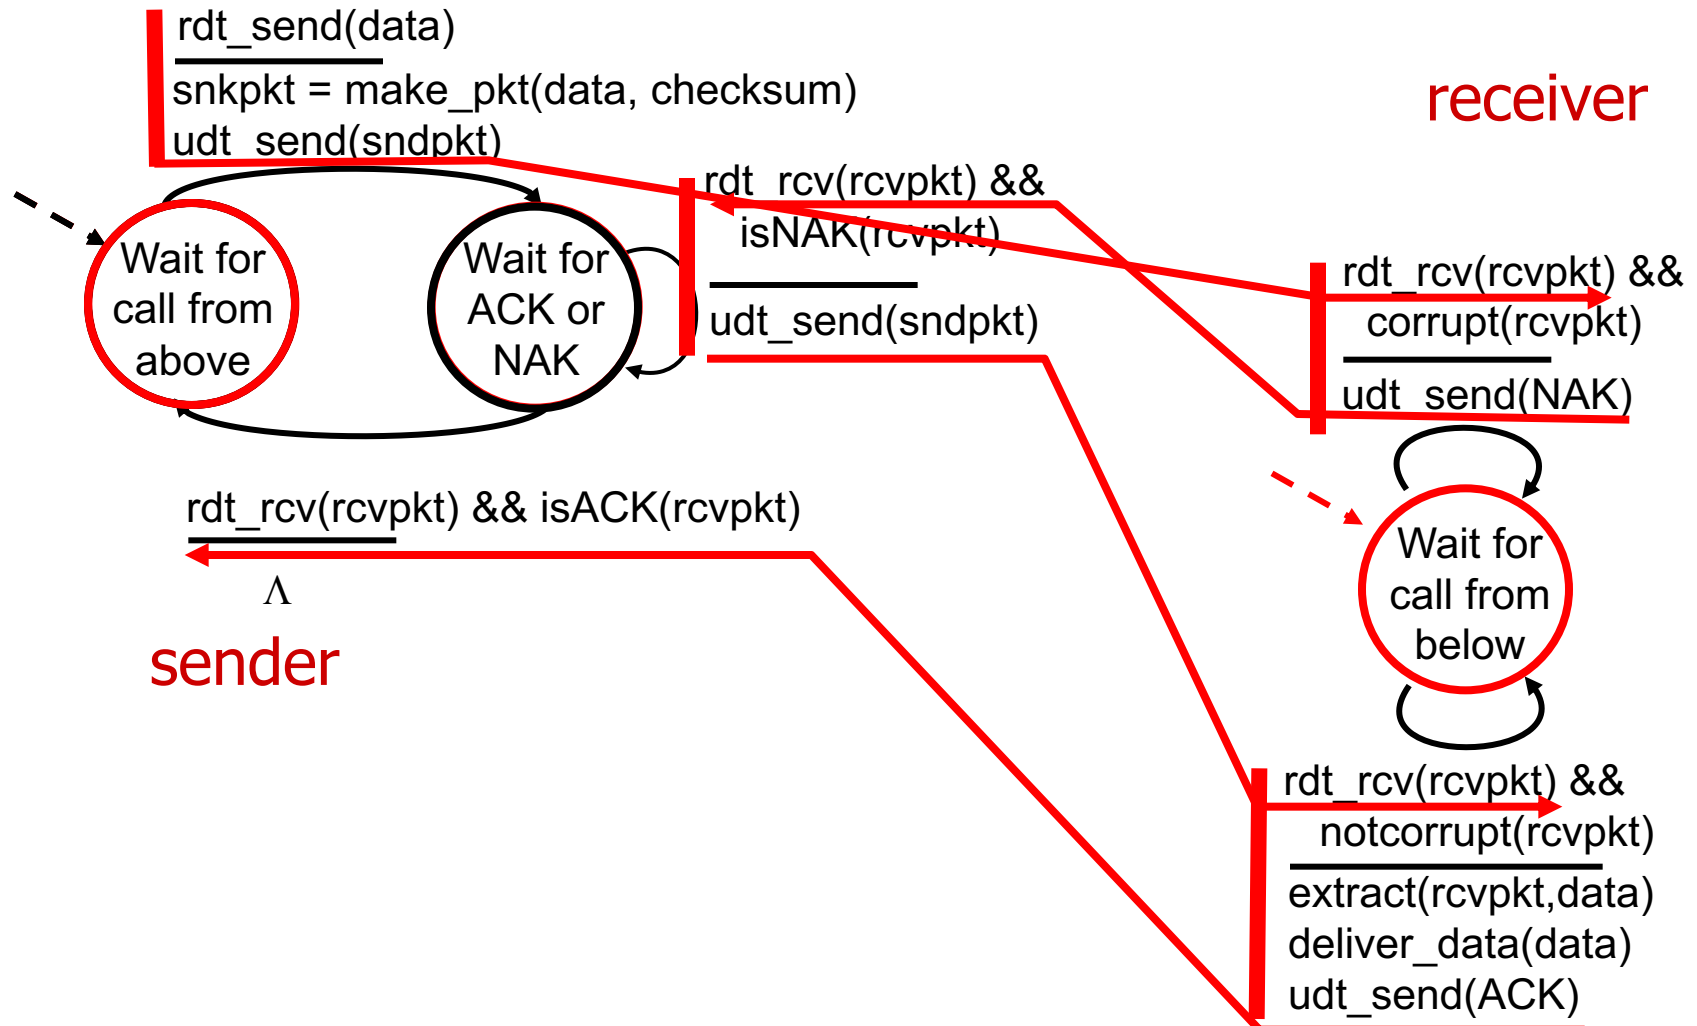 rdt_send(data)
snkpkt = make_pkt(data, checksum)
udt_send(sndpkt)
receiver
rdt_rcv(rcvpkt) &&
isNAK(rcvpkt)
udt_send(sndpkt)
Wait for
call from
above
Wait for
ACK or
NAK
rdt_rcv(rcvpkt) &&
corrupt(rcvpkt)
udt_send(NAK)
rdt_rcv(rcvpkt) && isACK(rcvpkt)
Λ
sender
Wait for
call from
below
rdt_rcv(rcvpkt) &&
notcorrupt(rcvpkt)
extract(rcvpkt,data)
deliver_data(data)
udt_send(ACK)